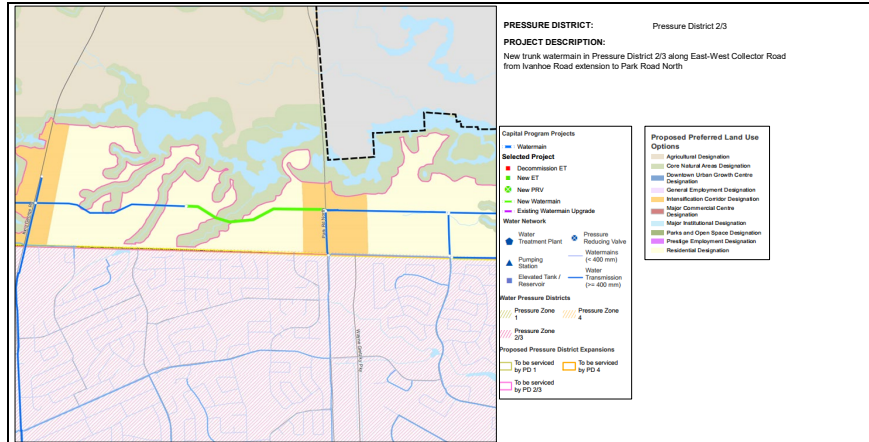 PRESSURE DISTRICT: Pressure District 2/3
PROJECT DESCRIPTION:
New trunk watermain in Pressure District 2/3 along East-West Collector Road
from Ivanhoe Road extension to Park Road North
Capital Program Projects
Watermain
Selected Project
Decommission ET
New ET
New PRV
New Watermain
Existing Watermain Upgrade
Water Network
Water
Treatment Plant
Pressure
Reducing Valve
Pumping
Station
Watermains
(< 400 mm)
Elevated Tank /
Reservoir
Water
Transmission
(>= 400 mm)
Water Pressure Districts
Pressure Zone
1
Pressure Zone
4
Pressure Zone
2/3
Proposed Pressure District Expansions
To be serviced
by PD 1
To be serviced
by PD 4
To be serviced
by PD 2/3
Proposed Preferred Land Use
Options
Agricultural Designation
Core Natural Areas Designation
Downtown Urban Growth Centre
Designation
General Employment Designation
Intensification Corridor Designation
Major Commercial Centre
Designation
Major Institutional Designation
Parks and Open Space Designation
Prestige Employment Designation
Residential Designation
Wayne Gretzky Pky